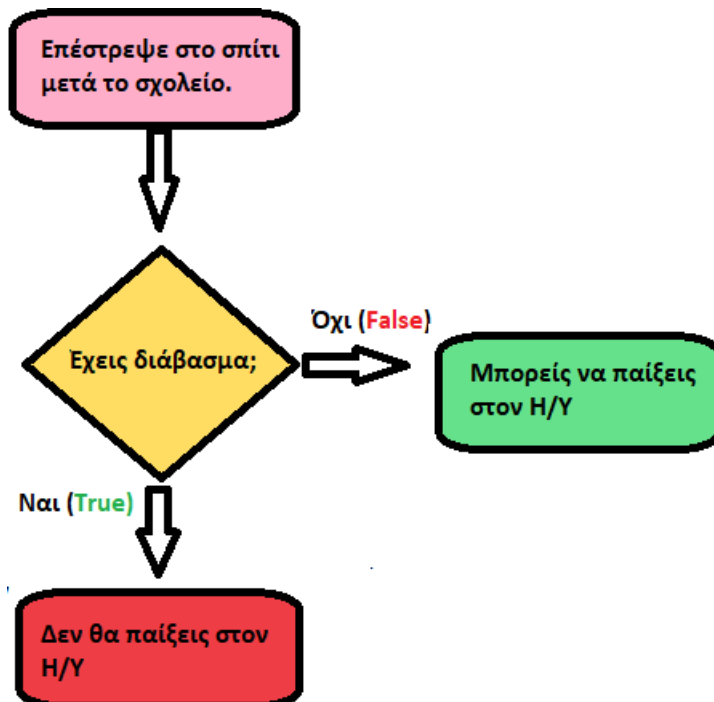 Επέστρεψε στο σπίτι
μετά το σχολείο.
Έχεις διάβασμα;
Όχι (False)
Μπορείς να παίξεις
στον Η/Υ
Ναι (True)
Δεν θα παίξεις στον
Η/Υ